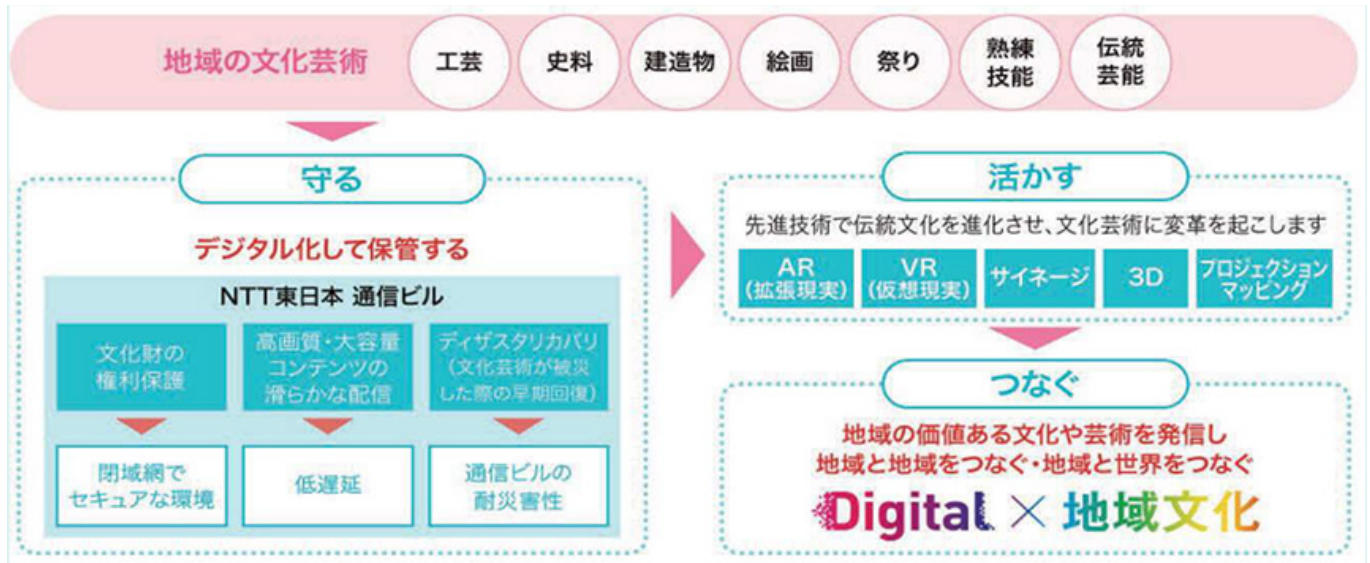 地域の文化芸術
工芸
史料
建造物
絵画
祭り
熟練
技能
伝統
芸能
守る
デジタル化して保管する
NTT東日本 通信ビル
文化財の
権利保護
高画質・大容量
コンテンツの
滑らかな配信
ディザスタリカバリ
(文化芸術が被災
した際の早期回復)
閉域網で
セキュアな環境
低遅延
通信ビルの
耐災害性
活かす
先進技術で伝統文化を進化させ、文化芸術に変革を起こします
AR
(拡張現実)
VR
(仮想現実)
サイネージ
3D
プロジェクション
マッピング
つなぐ
地域の価値ある文化や芸術を発信し
地域と地域をつなぐ・地域と世界をつなぐ
Digital × 地域文化